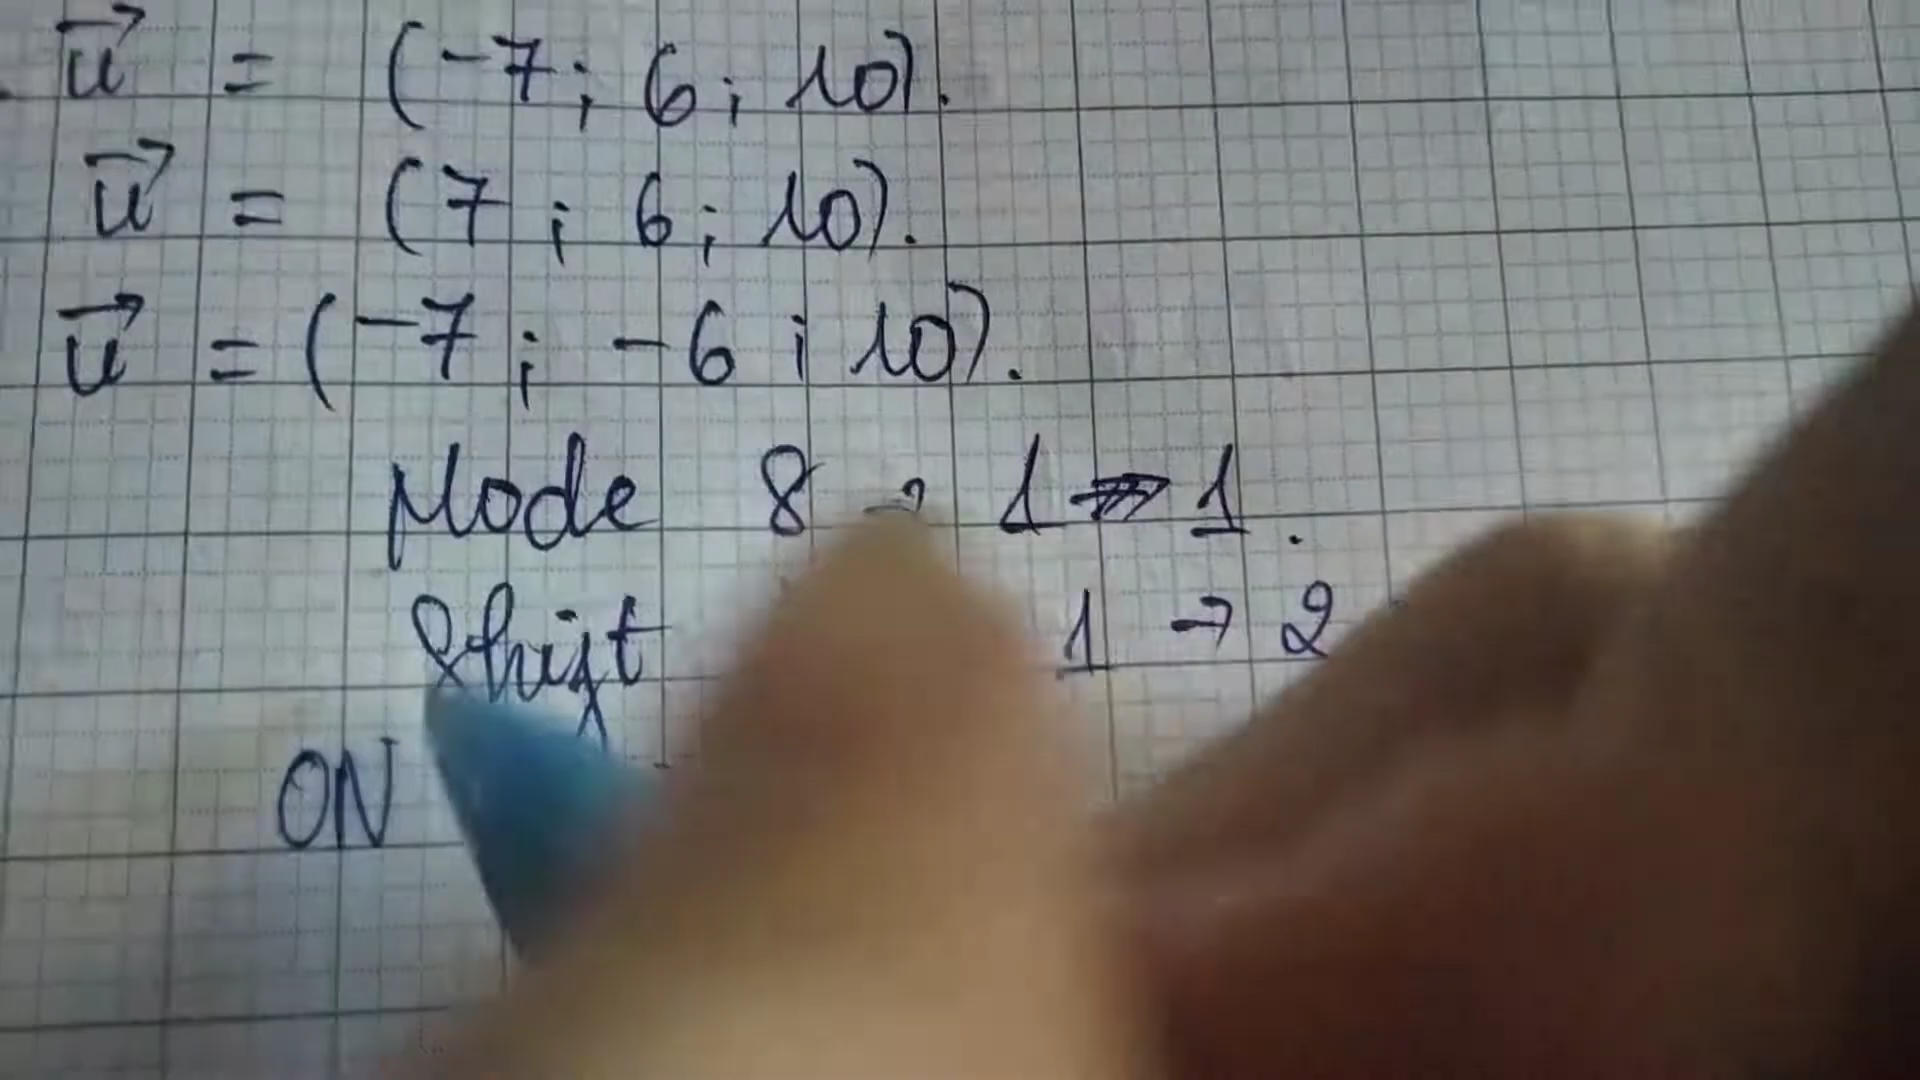 u⃗ = (-7; 6; 10).
u⃗ = (7; 6; 10).
u⃗ = (-7; -6; 10).
Mode 8 → 1 → 1.
Shift 1 → 2
ON